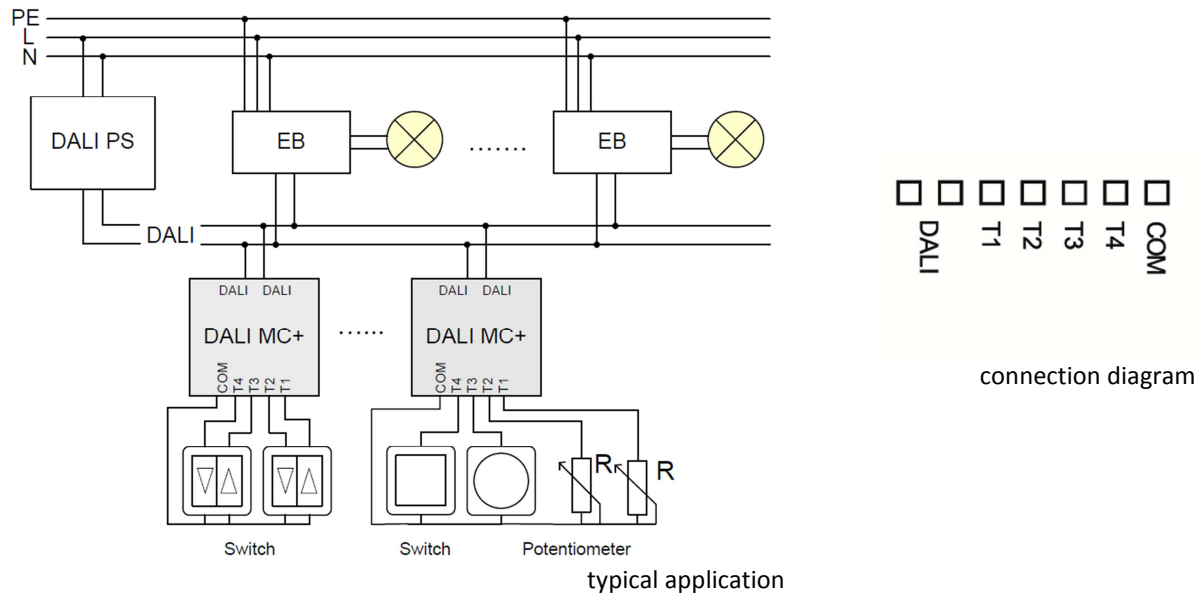 PE
L
N
DALI PS
EB
.......
EB
DALI
DALI DALI
DALI MC+
COM
T4
T3
T2
T1
......
DALI DALI
DALI MC+
COM
T4
T3
T2
T1
R
R
Switch
Switch
Potentiometer
typical application
DALI
T1
T2
T3
T4
COM
connection diagram